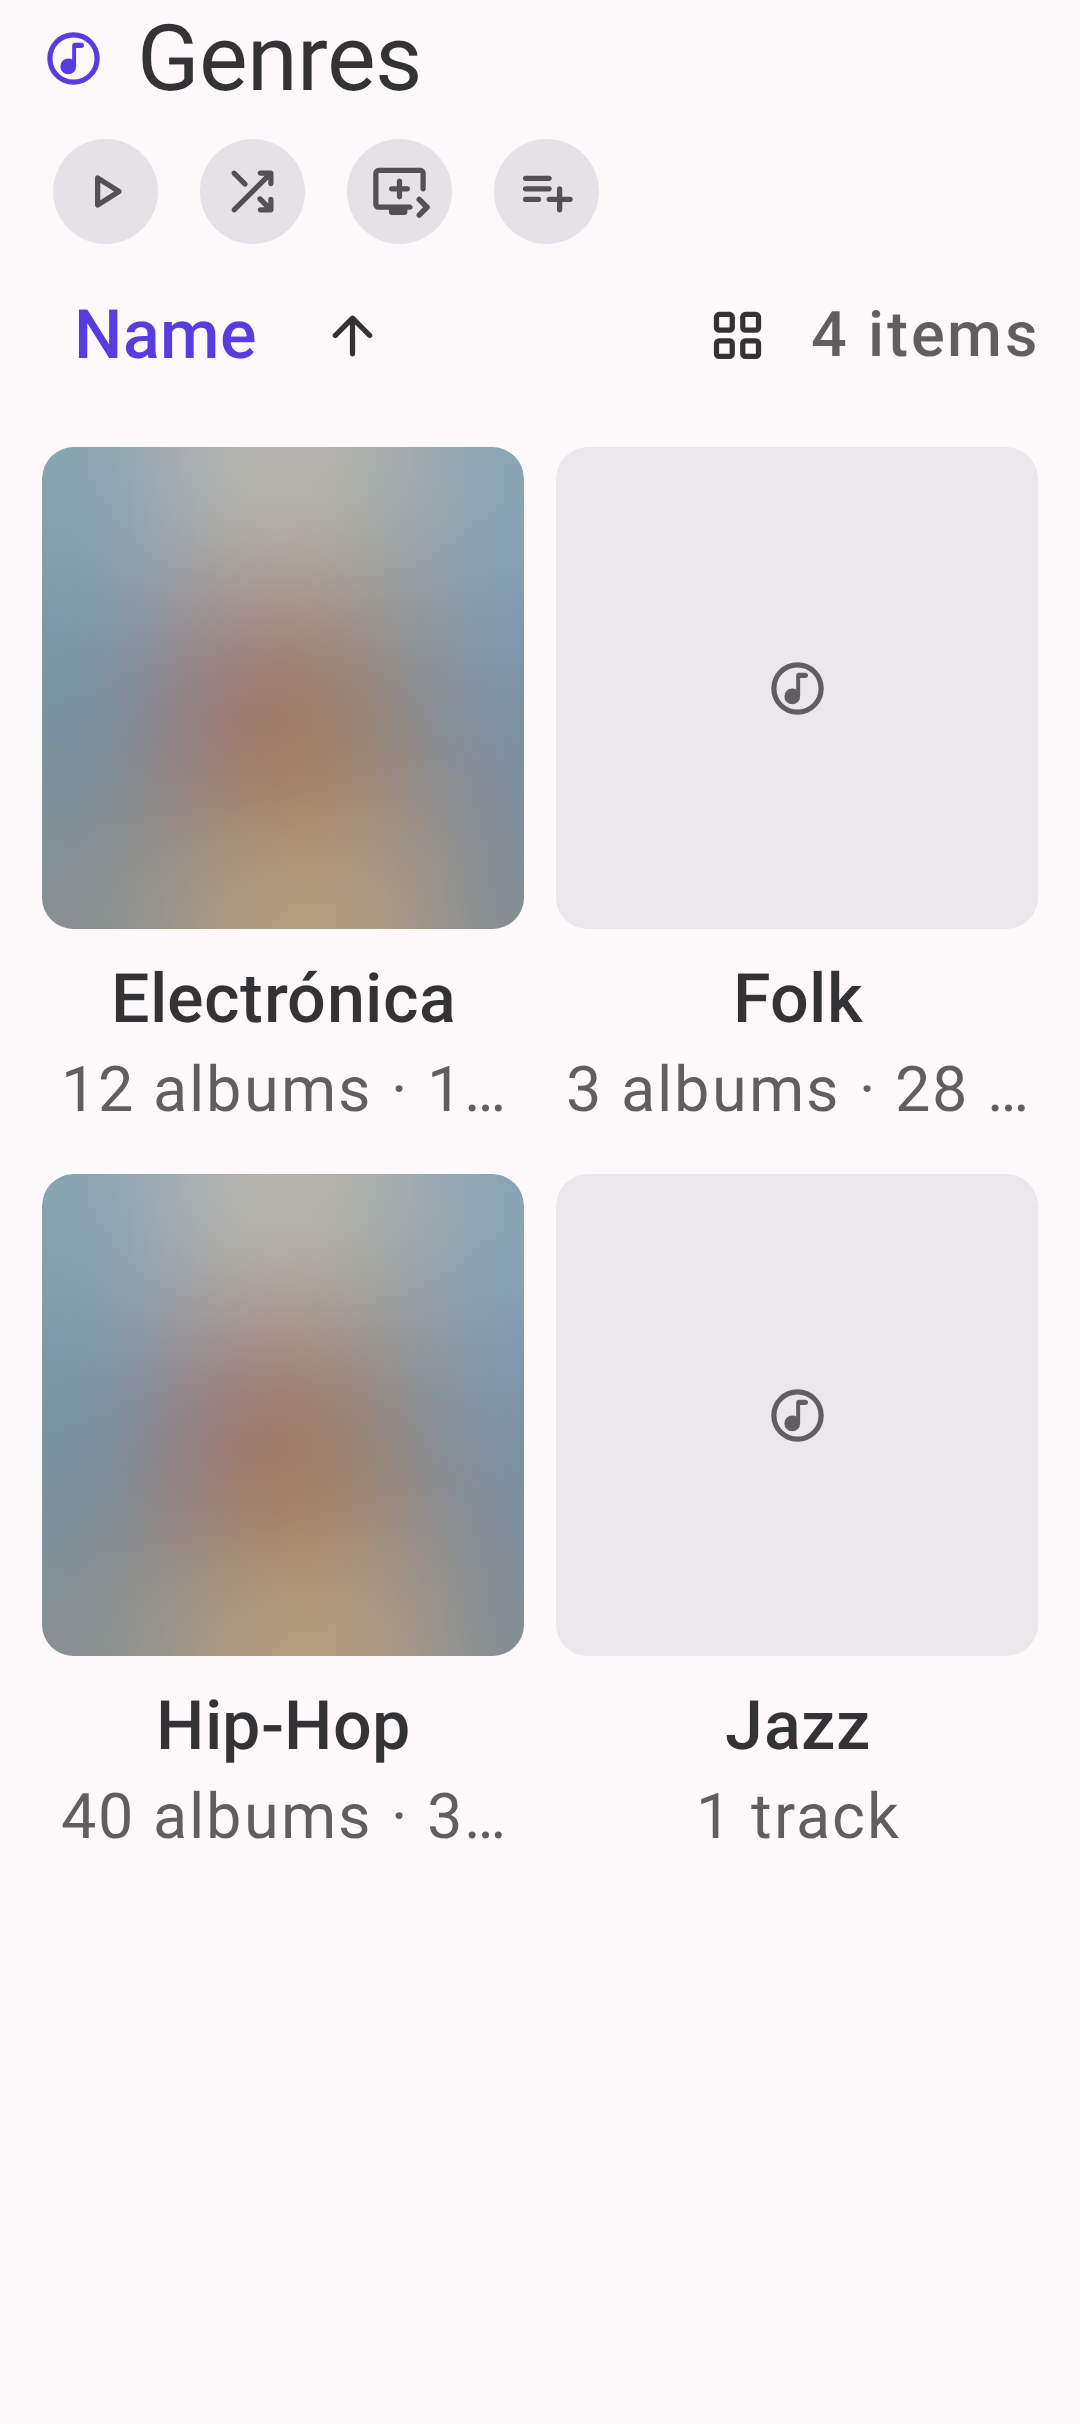 Genres
Name
4 items
Electrónica
Folk
12 albums · 1…
3 albums · 28 …
Hip-Hop
Jazz
40 albums · 3…
1 track